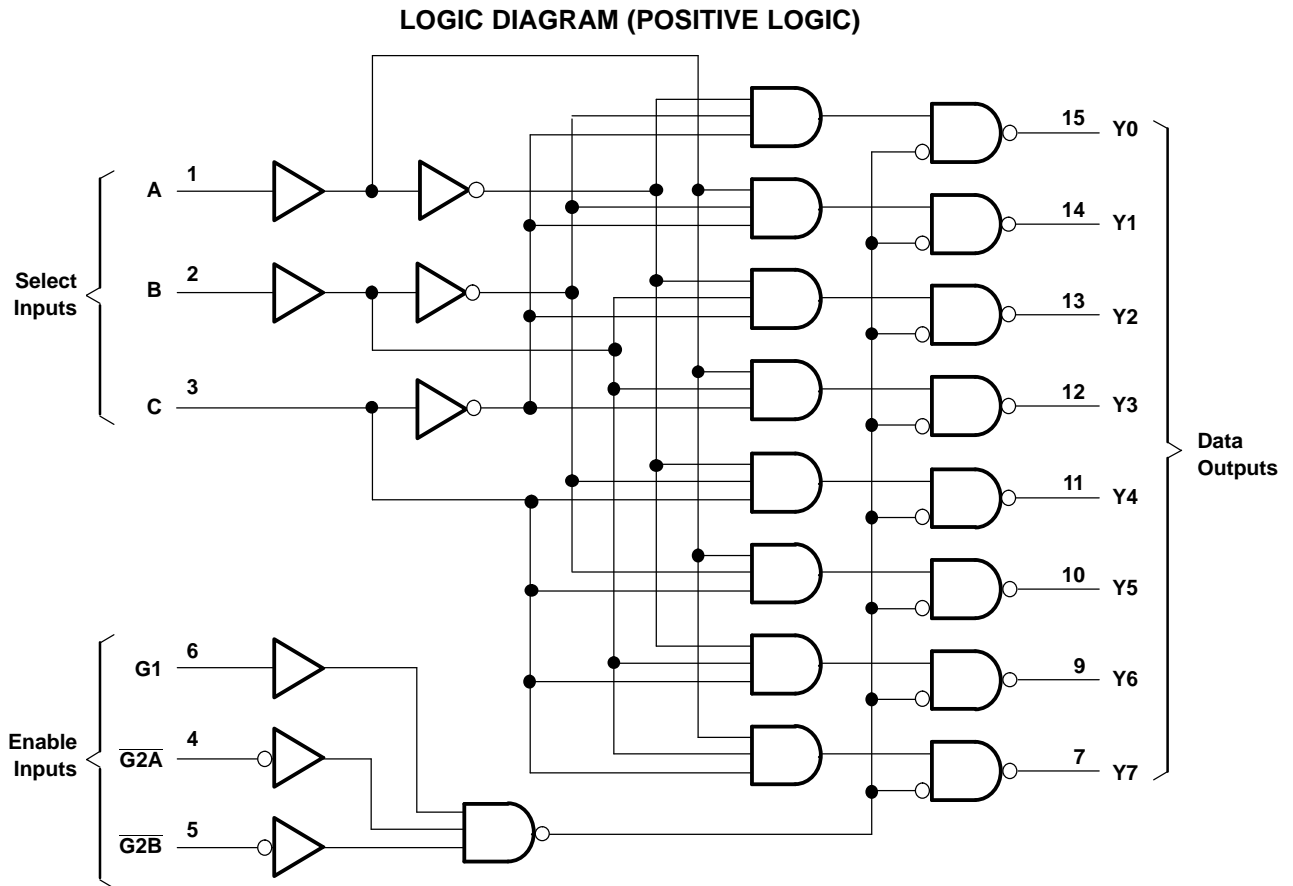 LOGIC DIAGRAM (POSITIVE LOGIC)
15 Y0
A 1
14 Y1
Select
Inputs
B 2
13 Y2
C 3
12 Y3
Data
Outputs
11 Y4
10 Y5
G1 6
9 Y6
Enable
Inputs
G2A 4
7 Y7
G2B 5